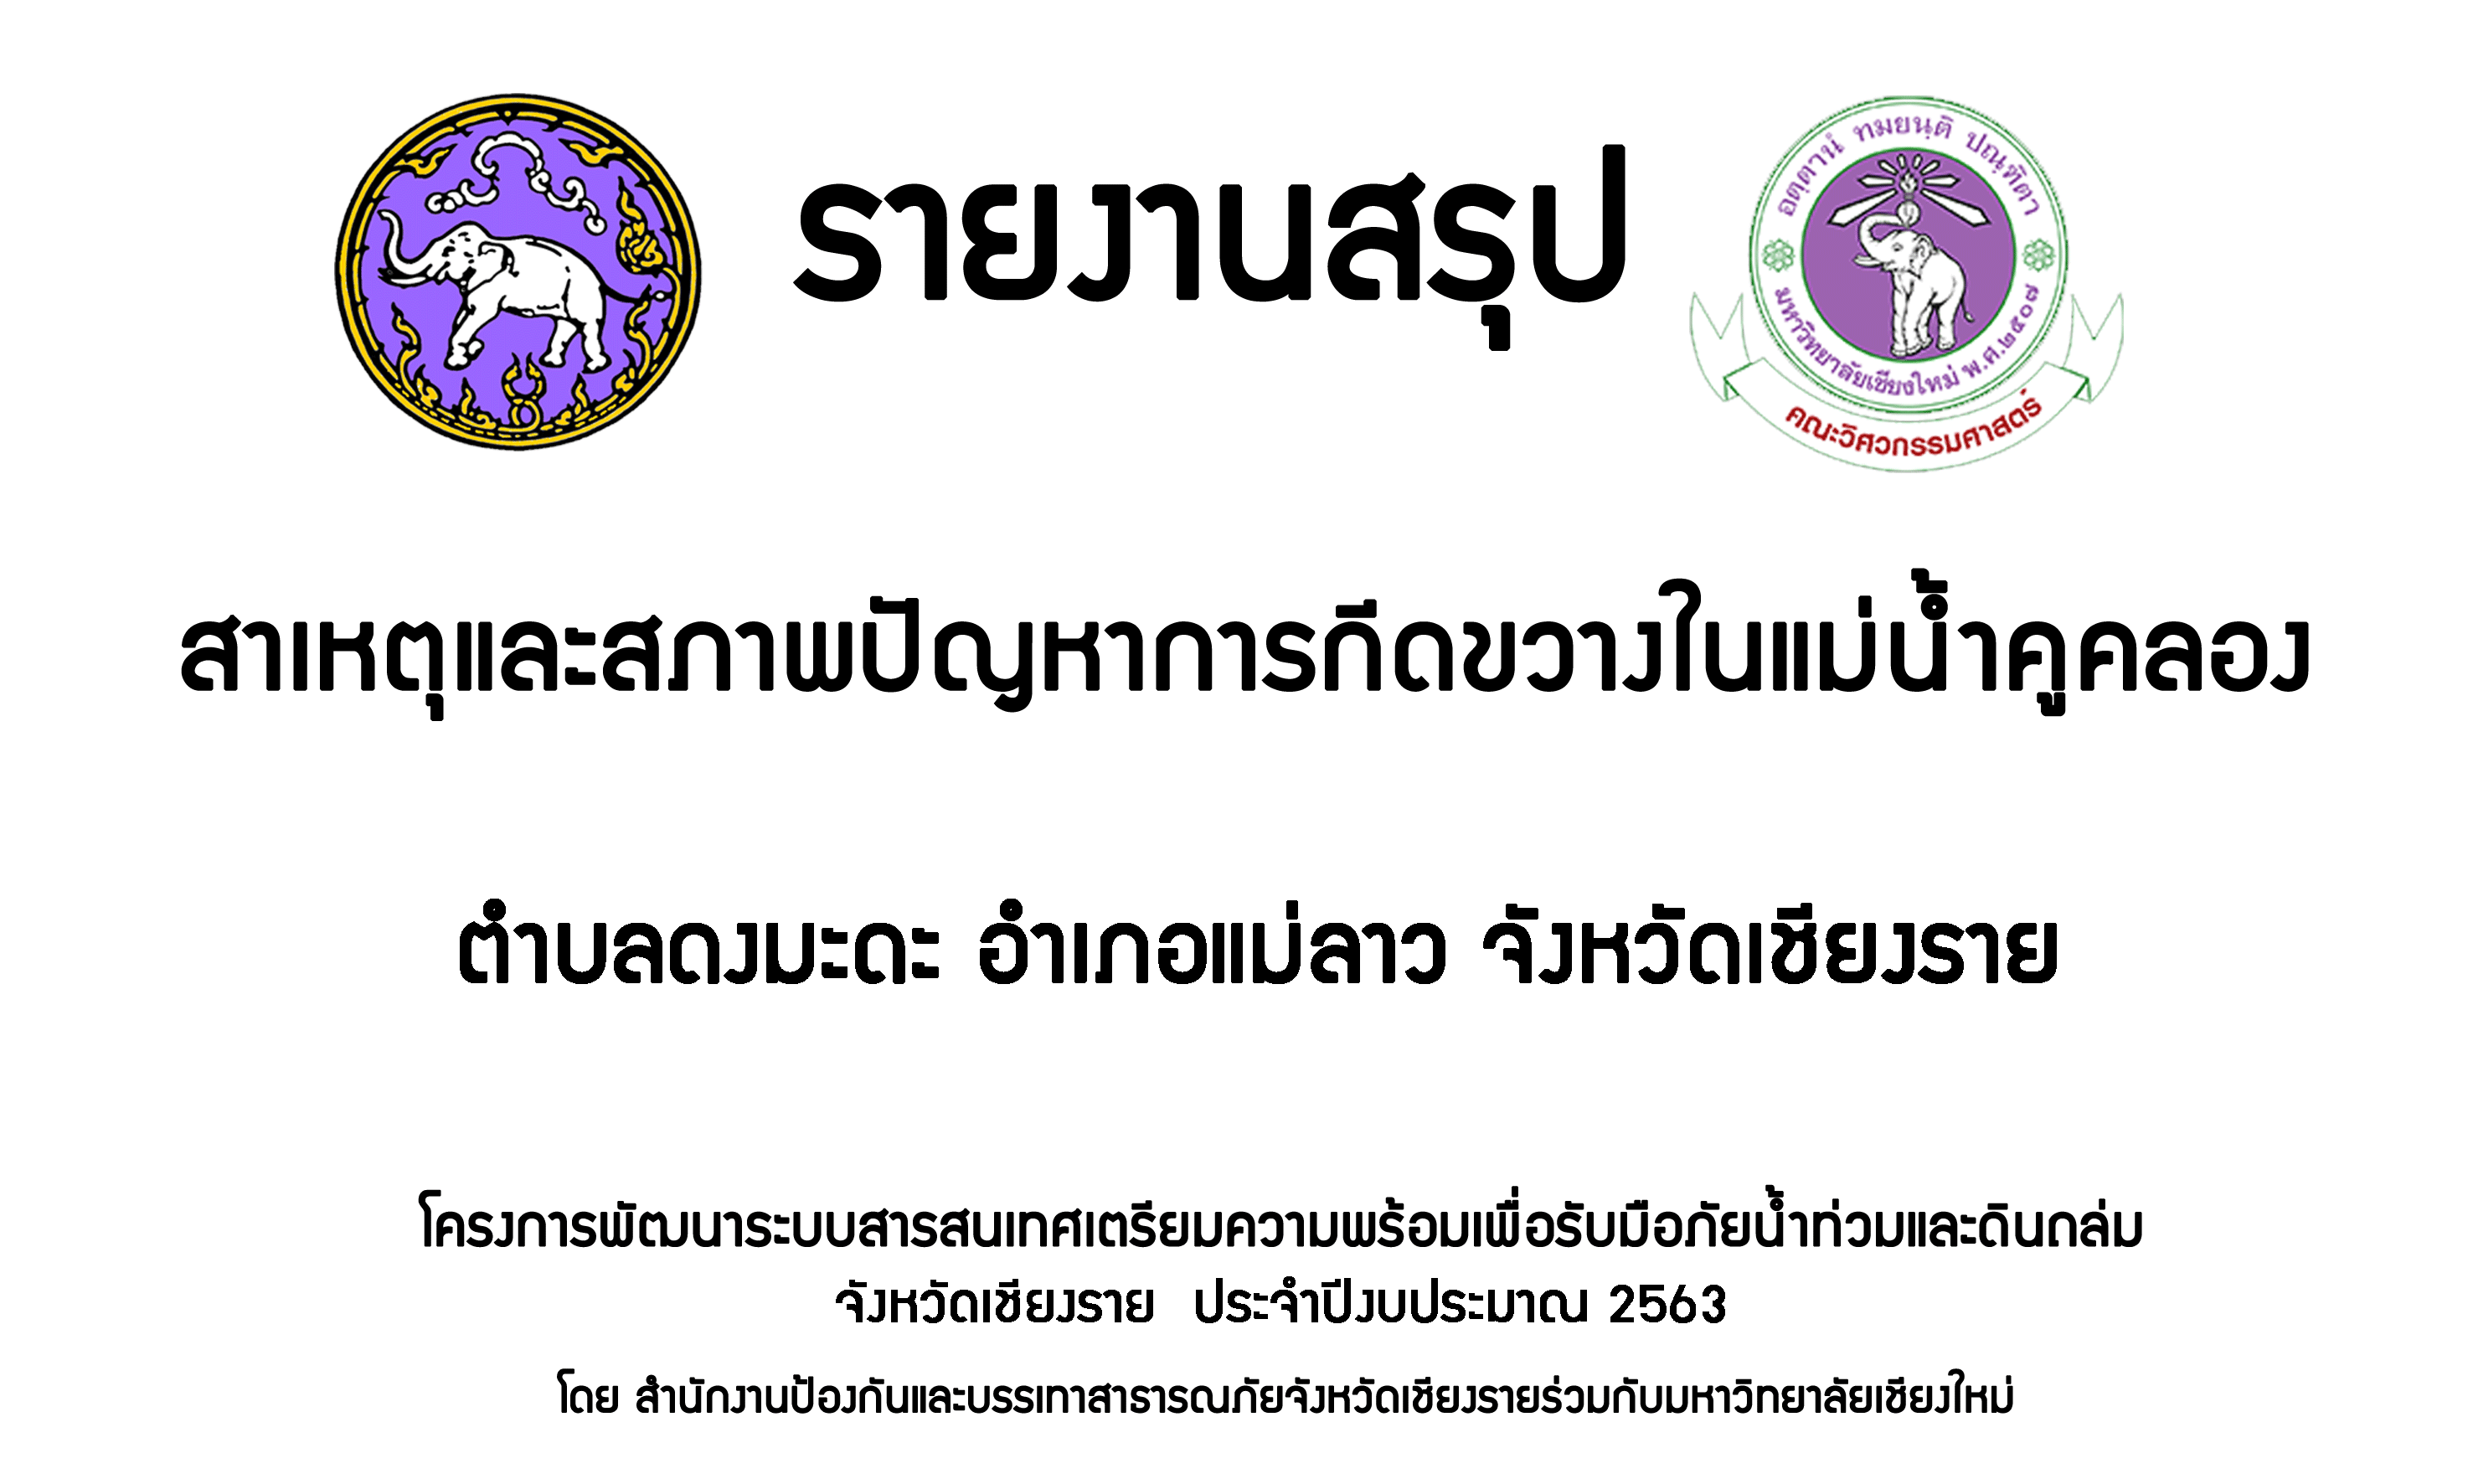 รายงานสรุป
อตฺตานํ ทมยนฺติ ปณฺฑิตา
มหาวิทยาลัยเชียงใหม่ พ.ศ.๒๕๐๗
คณะวิศวกรรมศาสตร์
สาเหตุและสภาพปัญหาการกีดขวางในแม่น้ำคูคลอง
ตำบลดงมะดะ อำเภอแม่ลาว จังหวัดเชียงราย
โครงการพัฒนาระบบสารสนเทศเตรียมความพร้อมเพื่อรับมือภัยน้ำท่วมและดินถล่ม
จังหวัดเชียงราย ประจำปีงบประมาณ 2563
โดย สำนักงานป้องกันและบรรเทาสาธารณภัยจังหวัดเชียงรายร่วมกับมหาวิทยาลัยเชียงใหม่